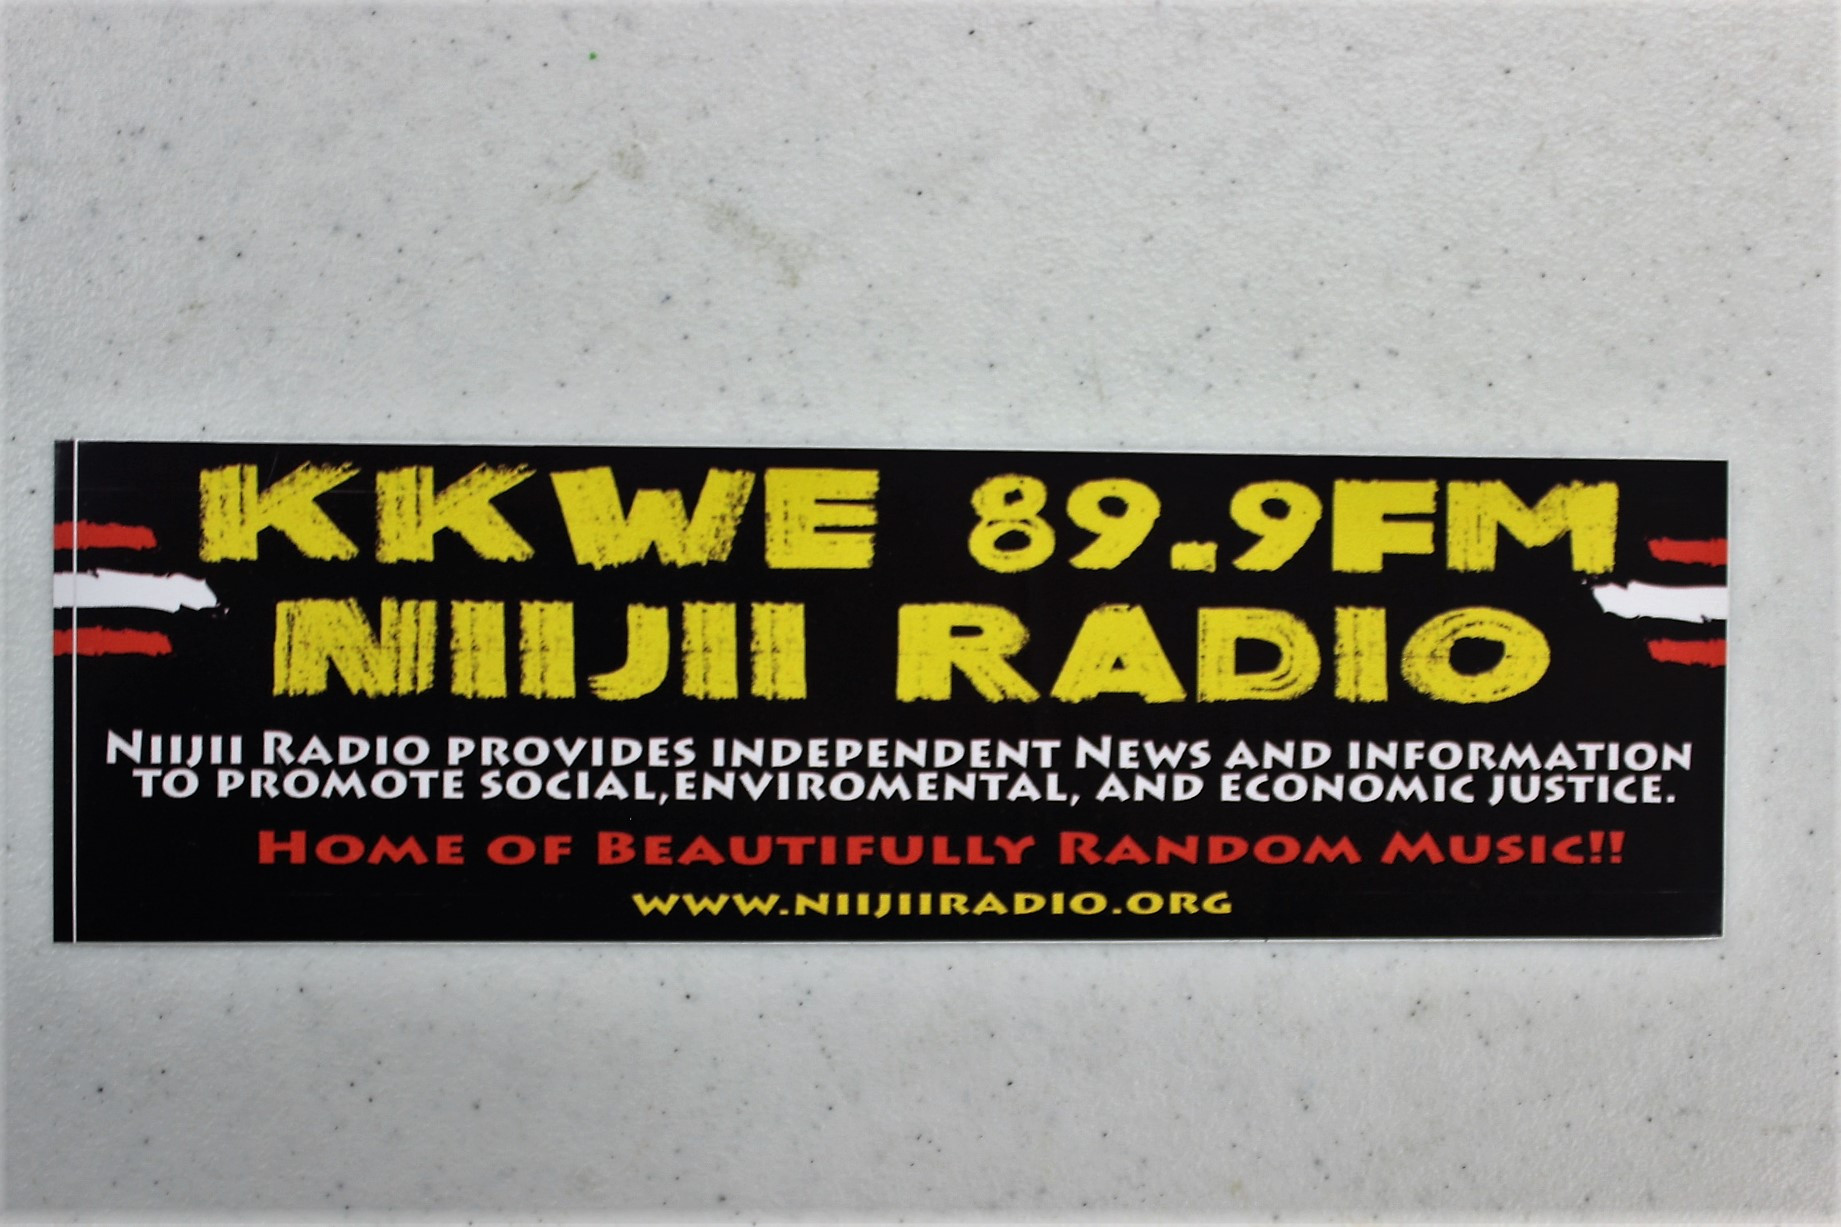 KKWE 89.9FM
NIIJII RADIO
NIIJII RADIO PROVIDES INDEPENDENT NEWS AND INFORMATION
TO PROMOTE SOCIAL,ENVIROMENTAL, AND ECONOMIC JUSTICE.
HOME OF BEAUTIFULLY RANDOM MUSIC!!
WWW.NIIJIIRADIO.ORG